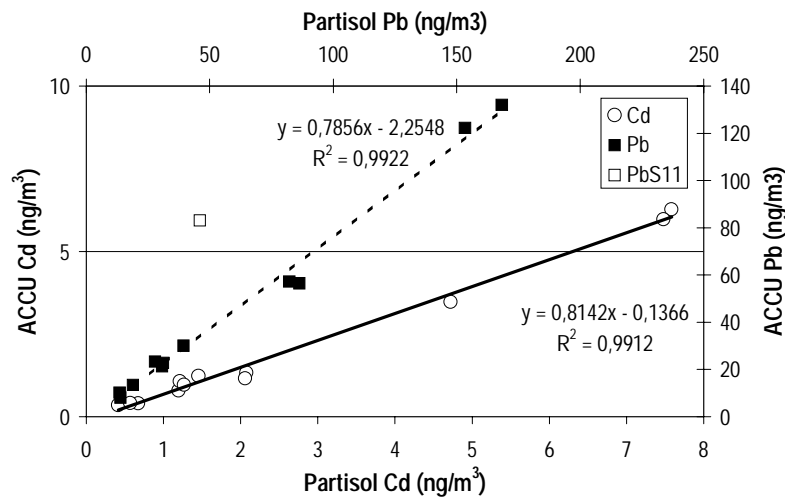 Partisol Pb (ng/m3)
0 50 100 150 200 250
10
5
0
ACCU Cd (ng/m³)
y = 0,7856x - 2,2548
R² = 0,9922
Cd
Pb
PbS11
y = 0,8142x - 0,1366
R² = 0,9912
140
120
100
80
60
40
20
0
ACCU Pb (ng/m3)
0 1 2 3 4 5 6 7 8
Partisol Cd (ng/m³)